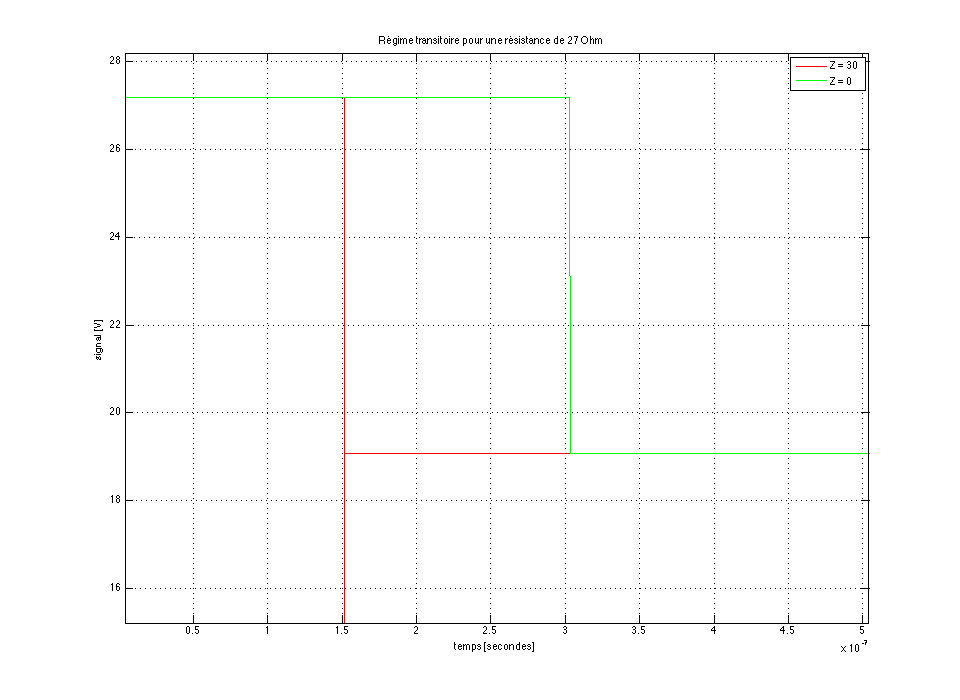 Régime transitoire pour une résistance de 27 Ohm
28
Z = 30
Z = 0
26
24
22
signal [V]
20
18
16
0.5
1
1.5
2
2.5
3
3.5
4
4.5
5
temps [secondes]
x 10-7